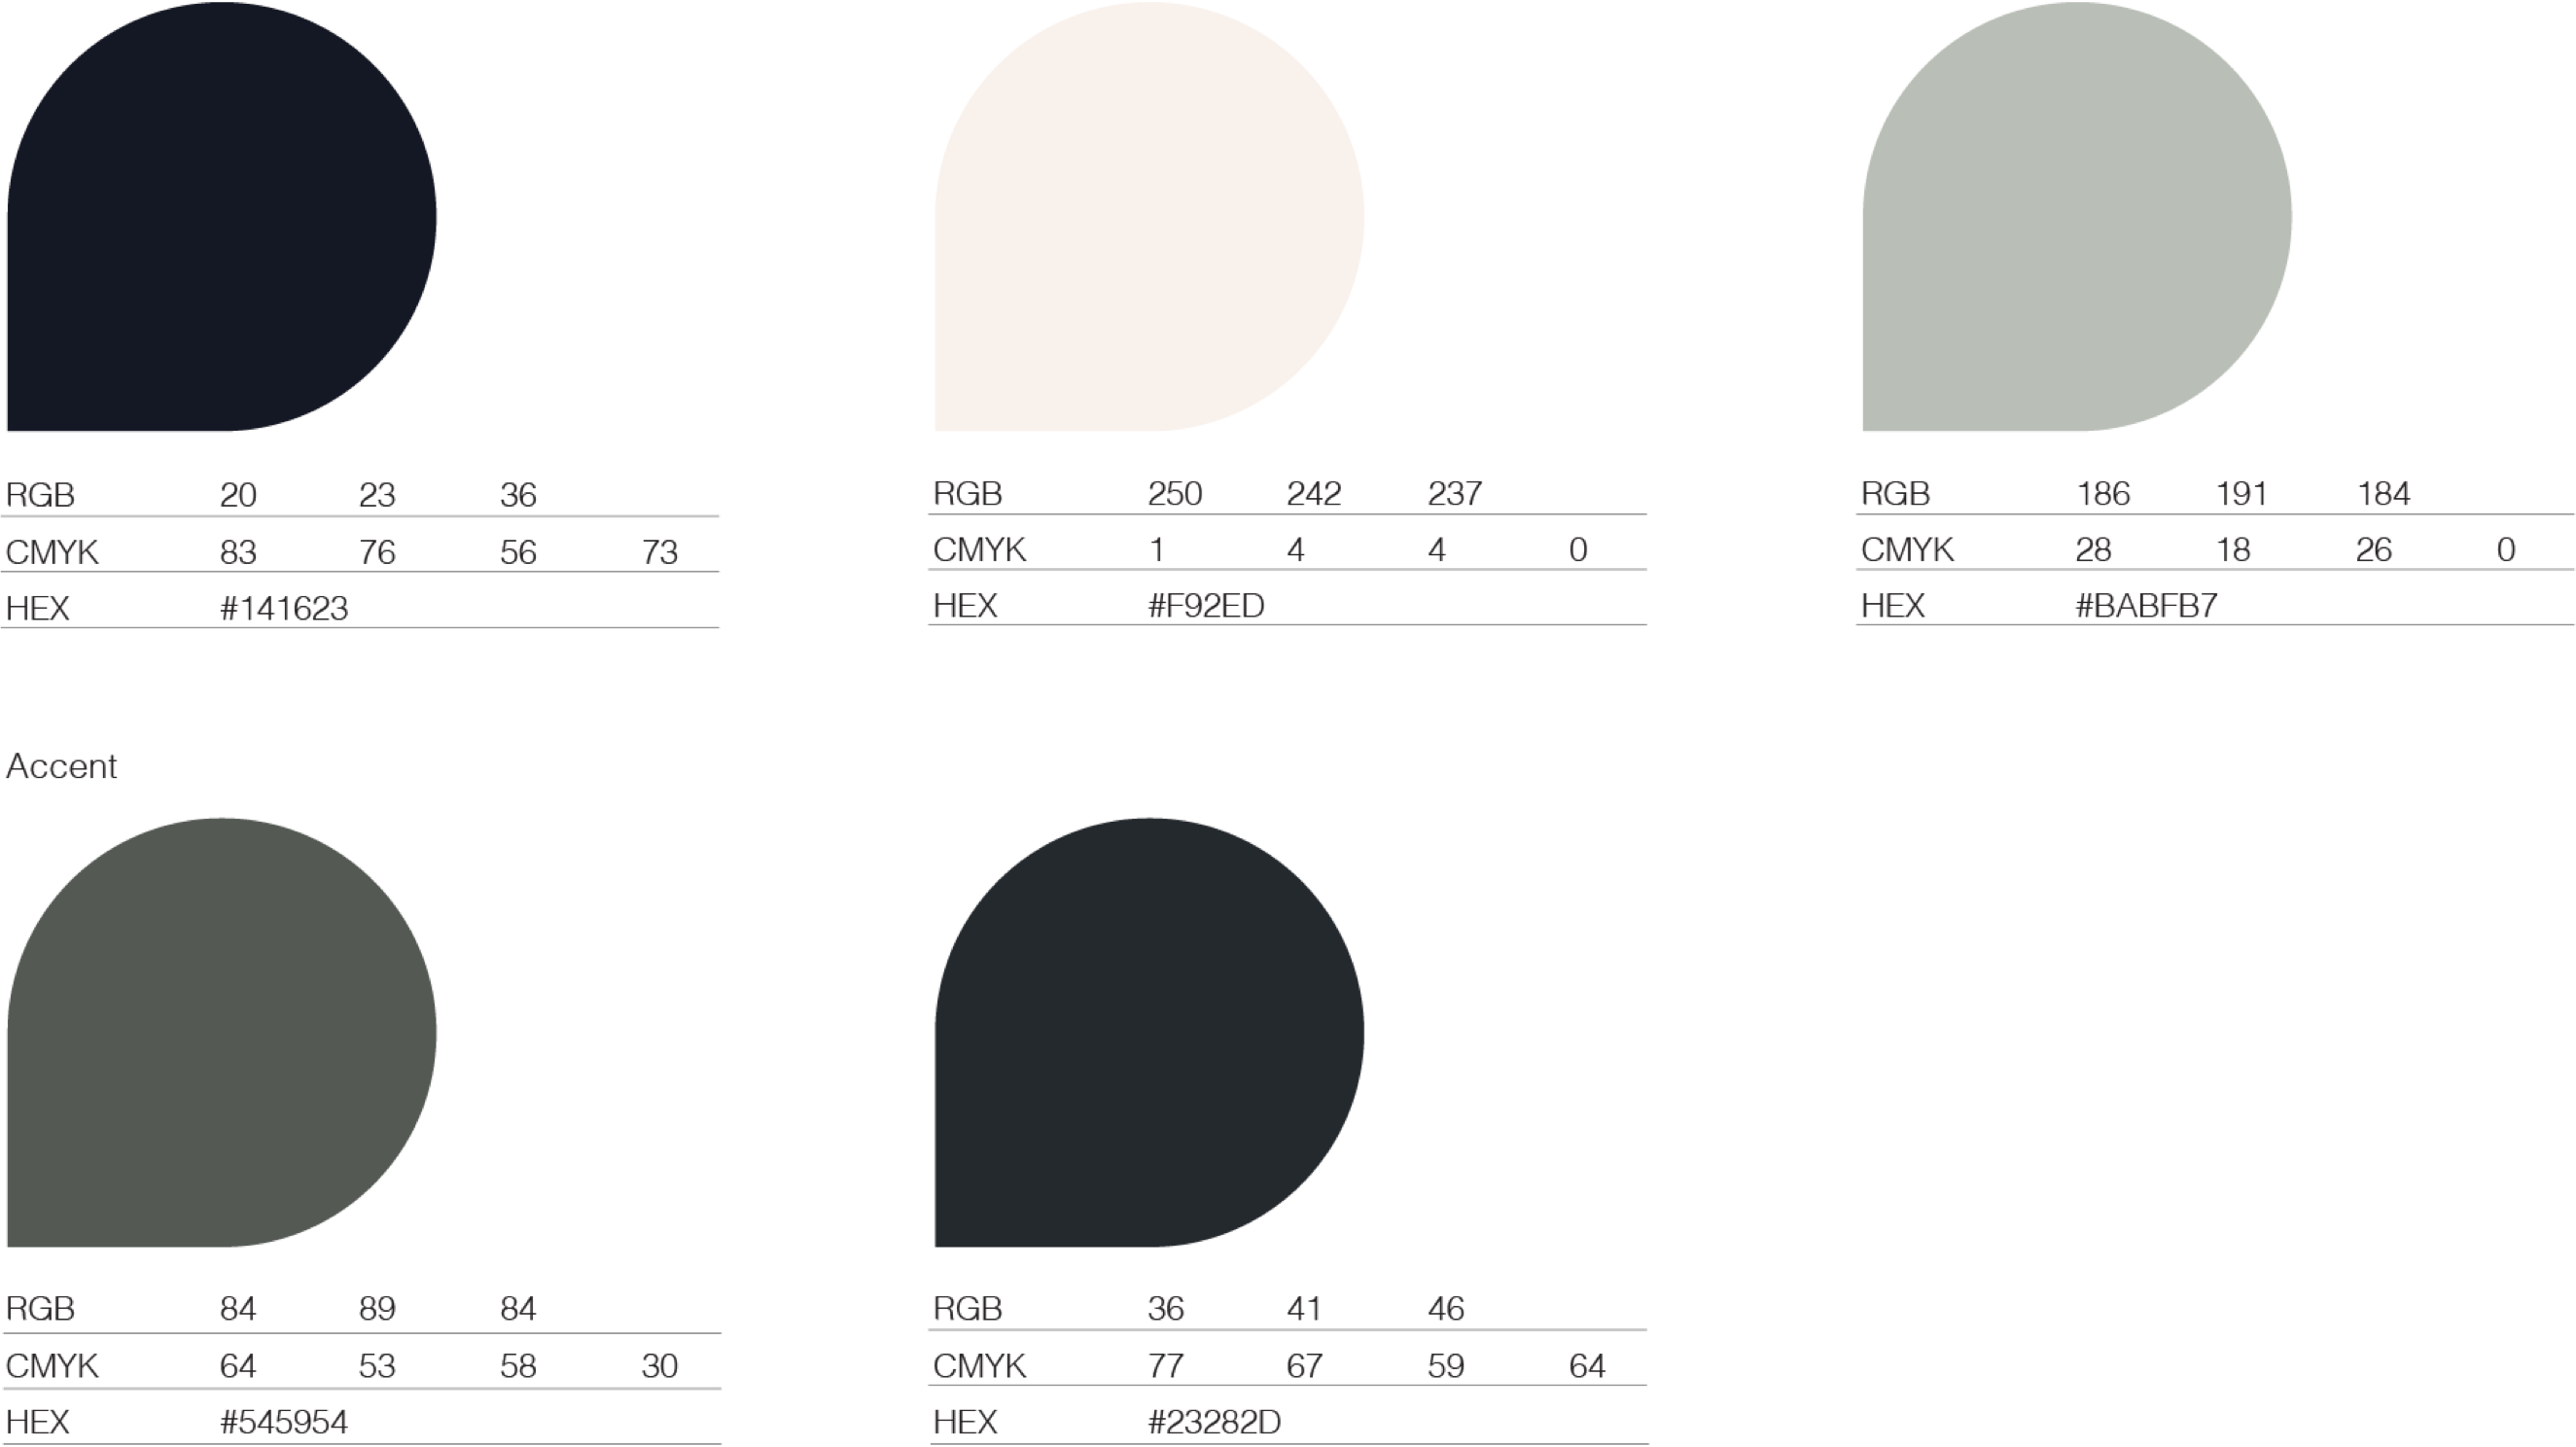 RGB 20 23 36
CMYK 83 76 56 73
HEX #141623
RGB 250 242 237
CMYK 1 4 4 0
HEX #F92ED
RGB 186 191 184
CMYK 28 18 26 0
HEX #BABFB7
Accent
RGB 84 89 84
CMYK 64 53 58 30
HEX #545954
RGB 36 41 46
CMYK 77 67 59 64
HEX #23282D